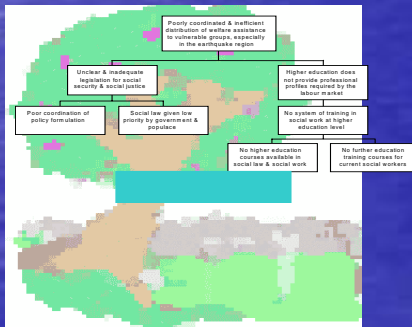 Poorly coordinated & inefficient
distribution of welfare assistance
to vulnerable groups, especially
in the earthquake region
Unclear & inadequate
legislation for social
security & social justice
Higher education does
not provide professional
profiles required by the
labour market
Poor coordination of
policy formulation
Social law given low
priority by government &
populace
No system of training in
social work at higher
education level
No higher education
courses available in
social law & social work
No further education
training courses for
current social workers